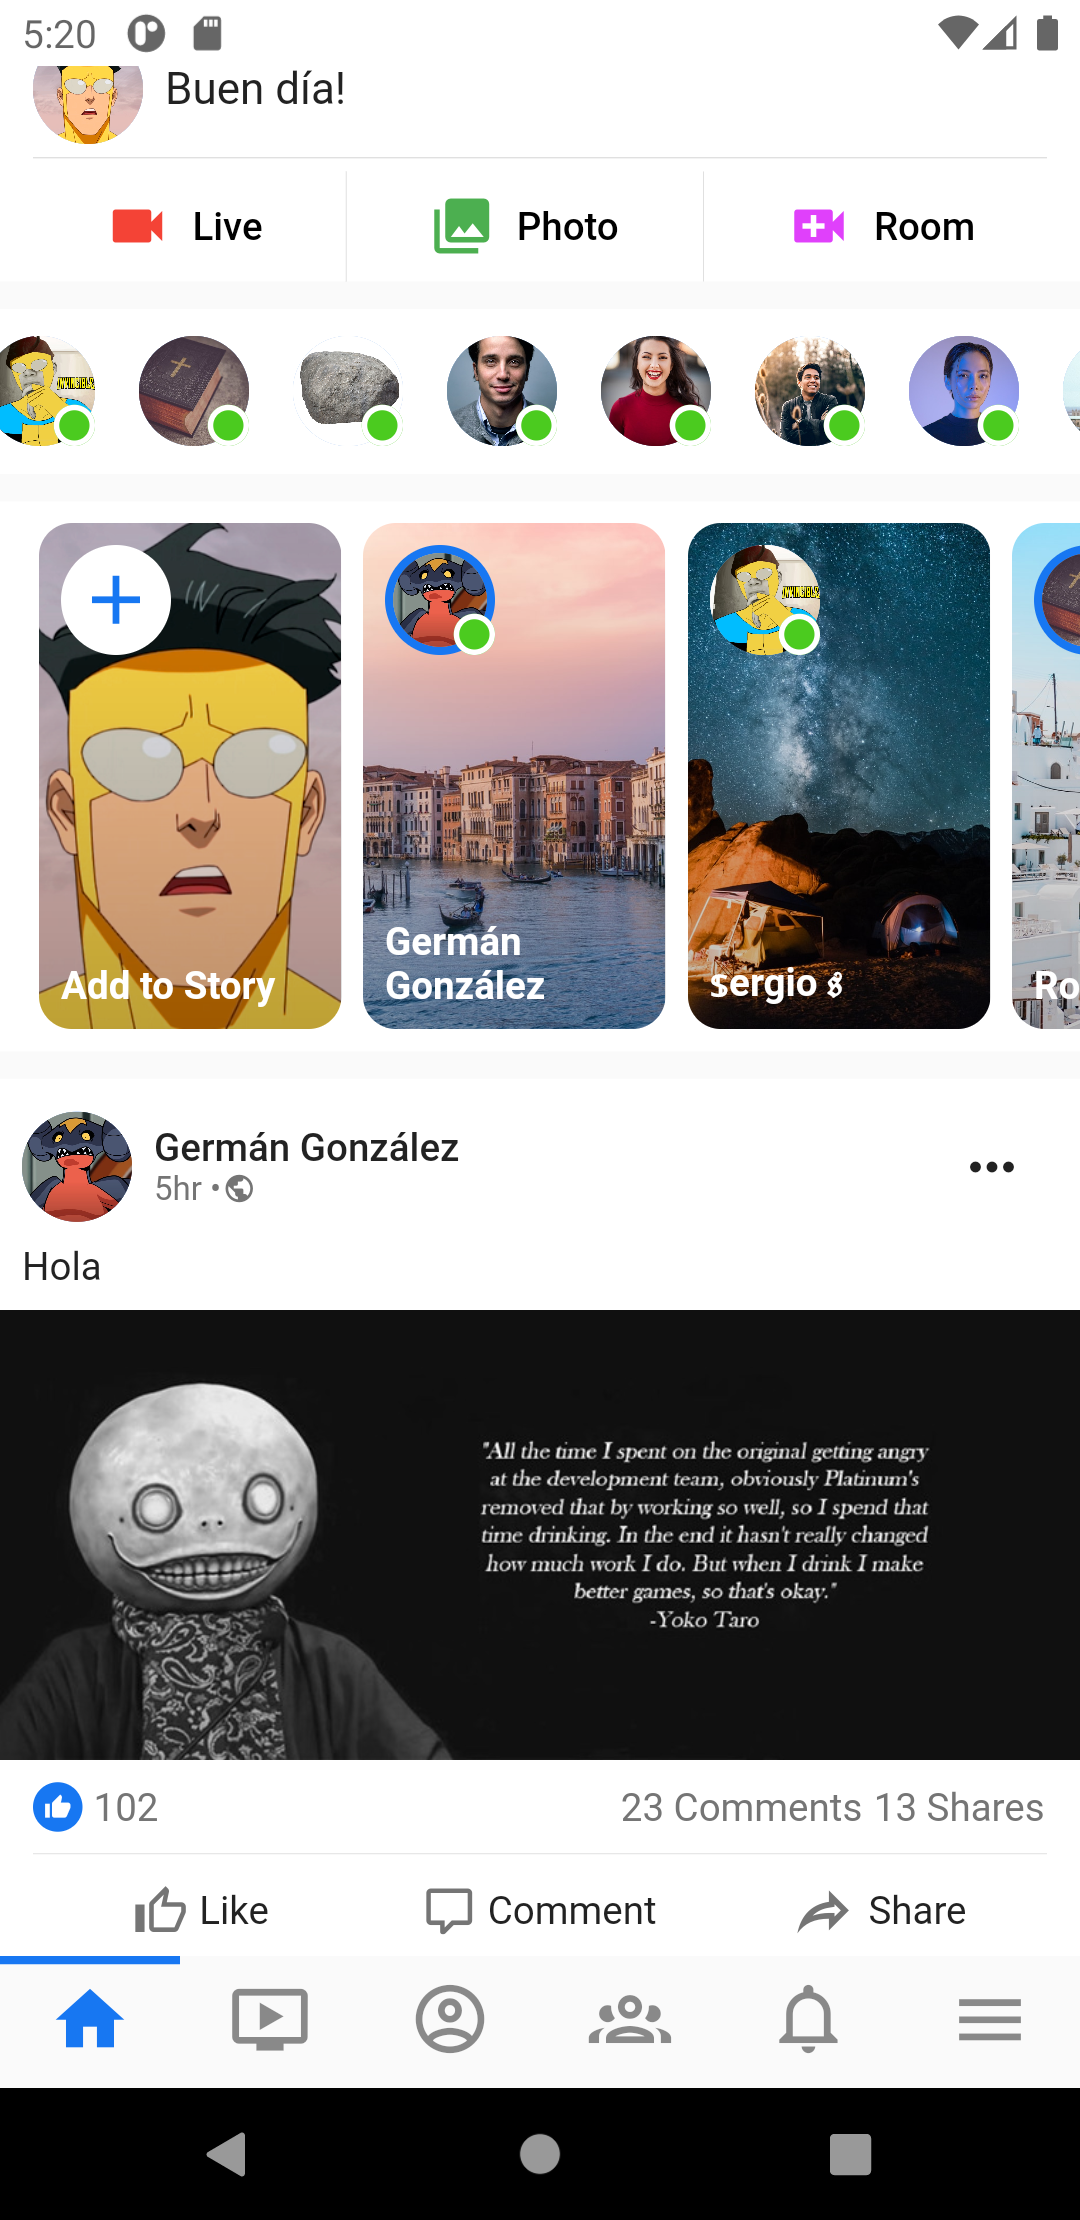 5:20
Buen día!
Live
Photo
Room
Add to Story
Germán
González
sergio
Ro
Germán González
5hr •
Hola
"All the time I spent on the original getting angry
at the development team, obviously Platinum's
removed that by working so well, so I spend that
time drinking. In the end it hasn't really changed
how much work I do. But when I drink I make
better games, so that's okay."
-Yoko Taro
102
23 Comments 13 Shares
Like
Comment
Share